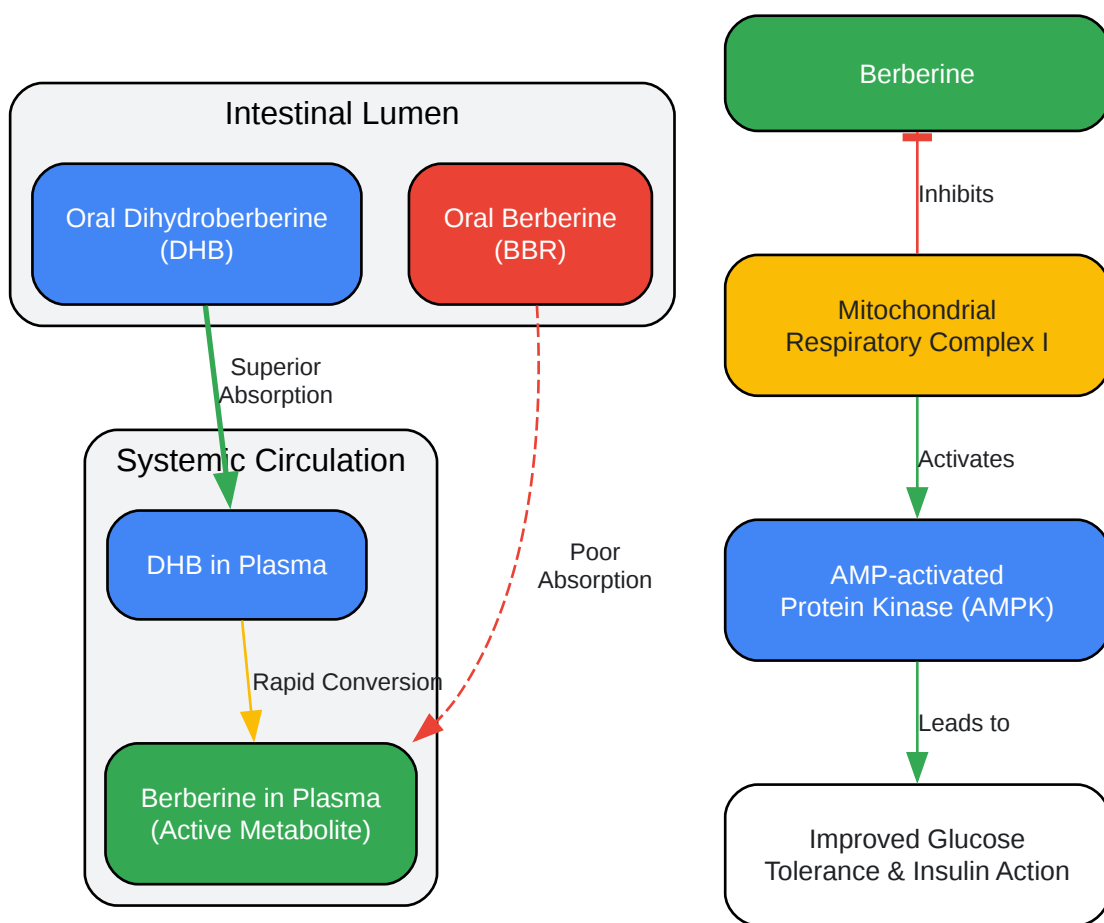 Intestinal Lumen
Oral Dihydroberberine
(DHB)
Oral Berberine
(BBR)
Superior
Absorption
Systemic Circulation
DHB in Plasma
Poor
Absorption
Rapid Conversion
Berberine in Plasma
(Active Metabolite)
Berberine
Inhibits
Mitochondrial
Respiratory Complex I
Activates
AMP-activated
Protein Kinase (AMPK)
Leads to
Improved Glucose
Tolerance & Insulin Action